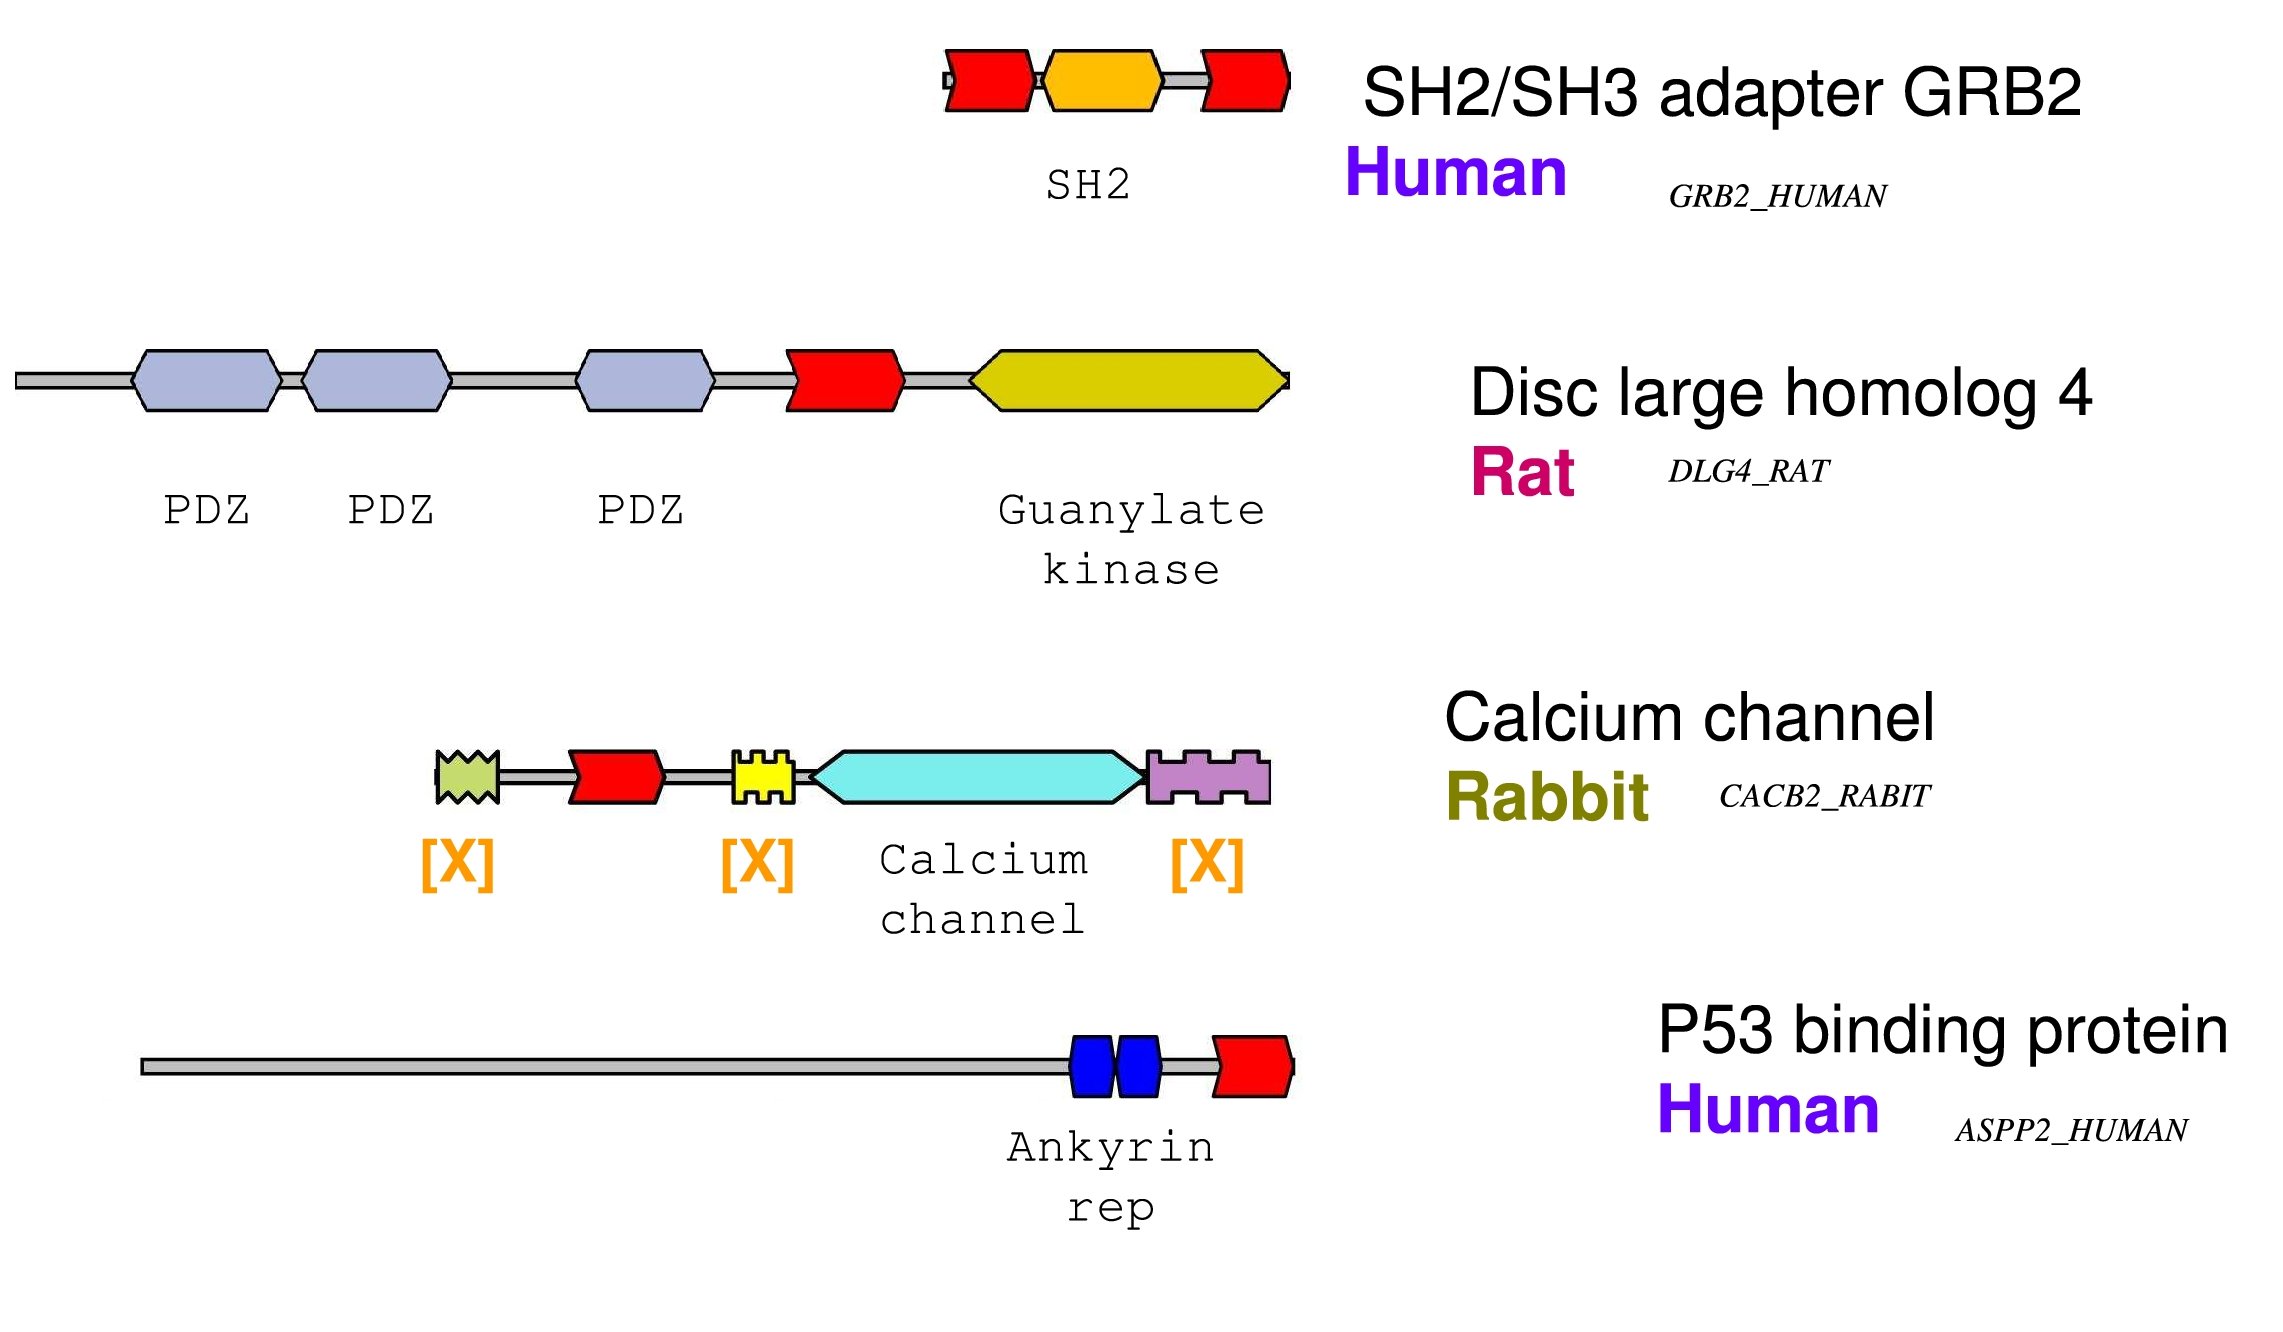 SH2/SH3 adapter GRB2
Human GRB2_HUMAN
SH2
Disc large homolog 4
Rat DLG4_RAT
PDZ PDZ PDZ Guanylate
kinase
Calcium channel
Rabbit CACB2_RABIT
[X] [X] Calcium [X]
channel
P53 binding protein
Human ASPP2_HUMAN
Ankyrin
rep